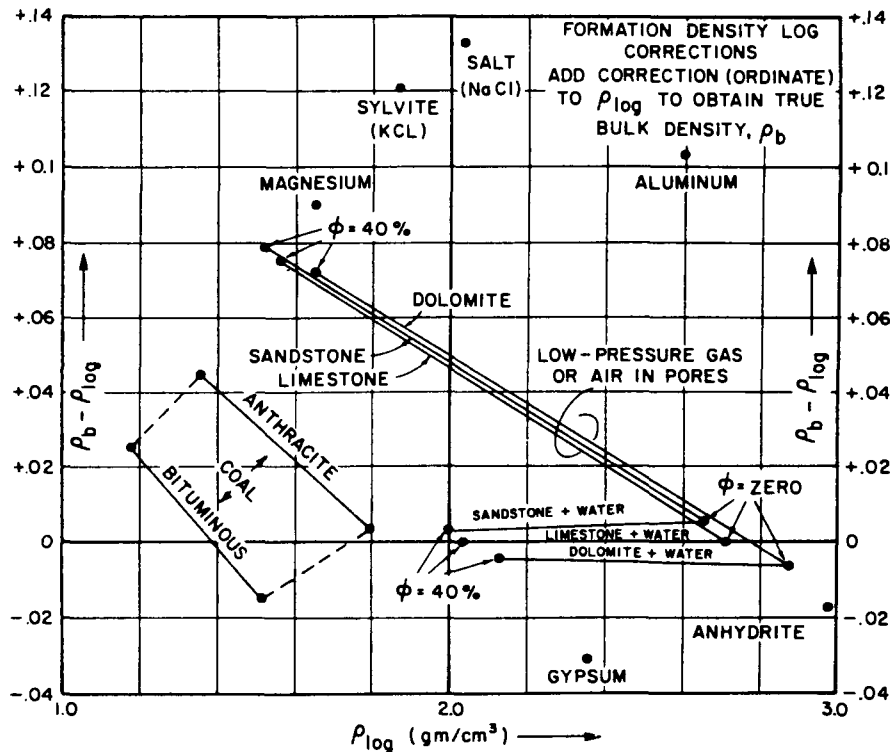 FORMATION DENSITY LOG
CORRECTIONS
ADD CORRECTION (ORDINATE)
TO ρlog TO OBTAIN TRUE
BULK DENSITY, ρb
+.14
+.12
+0.1
+.08
+.06
+.04
+.02
0
-.02
-.04
+.14
+.12
+0.1
+.08
+.06
+.04
+.02
0
-.02
-.04
ρb - ρlog
ρb - ρlog
SALT
(NaCl)
SYLVITE
(KCL)
MAGNESIUM
ALUMINUM
ϕ = 40%
DOLOMITE
SANDSTONE
LIMESTONE
LOW-PRESSURE GAS
OR AIR IN PORES
ANTHRACITE
COAL
BITUMINOUS
ϕ = ZERO
SANDSTONE + WATER
LIMESTONE + WATER
DOLOMITE + WATER
ϕ = 40%
ANHYDRITE
GYPSUM
1.0
2.0
3.0
ρlog (gm/cm³)